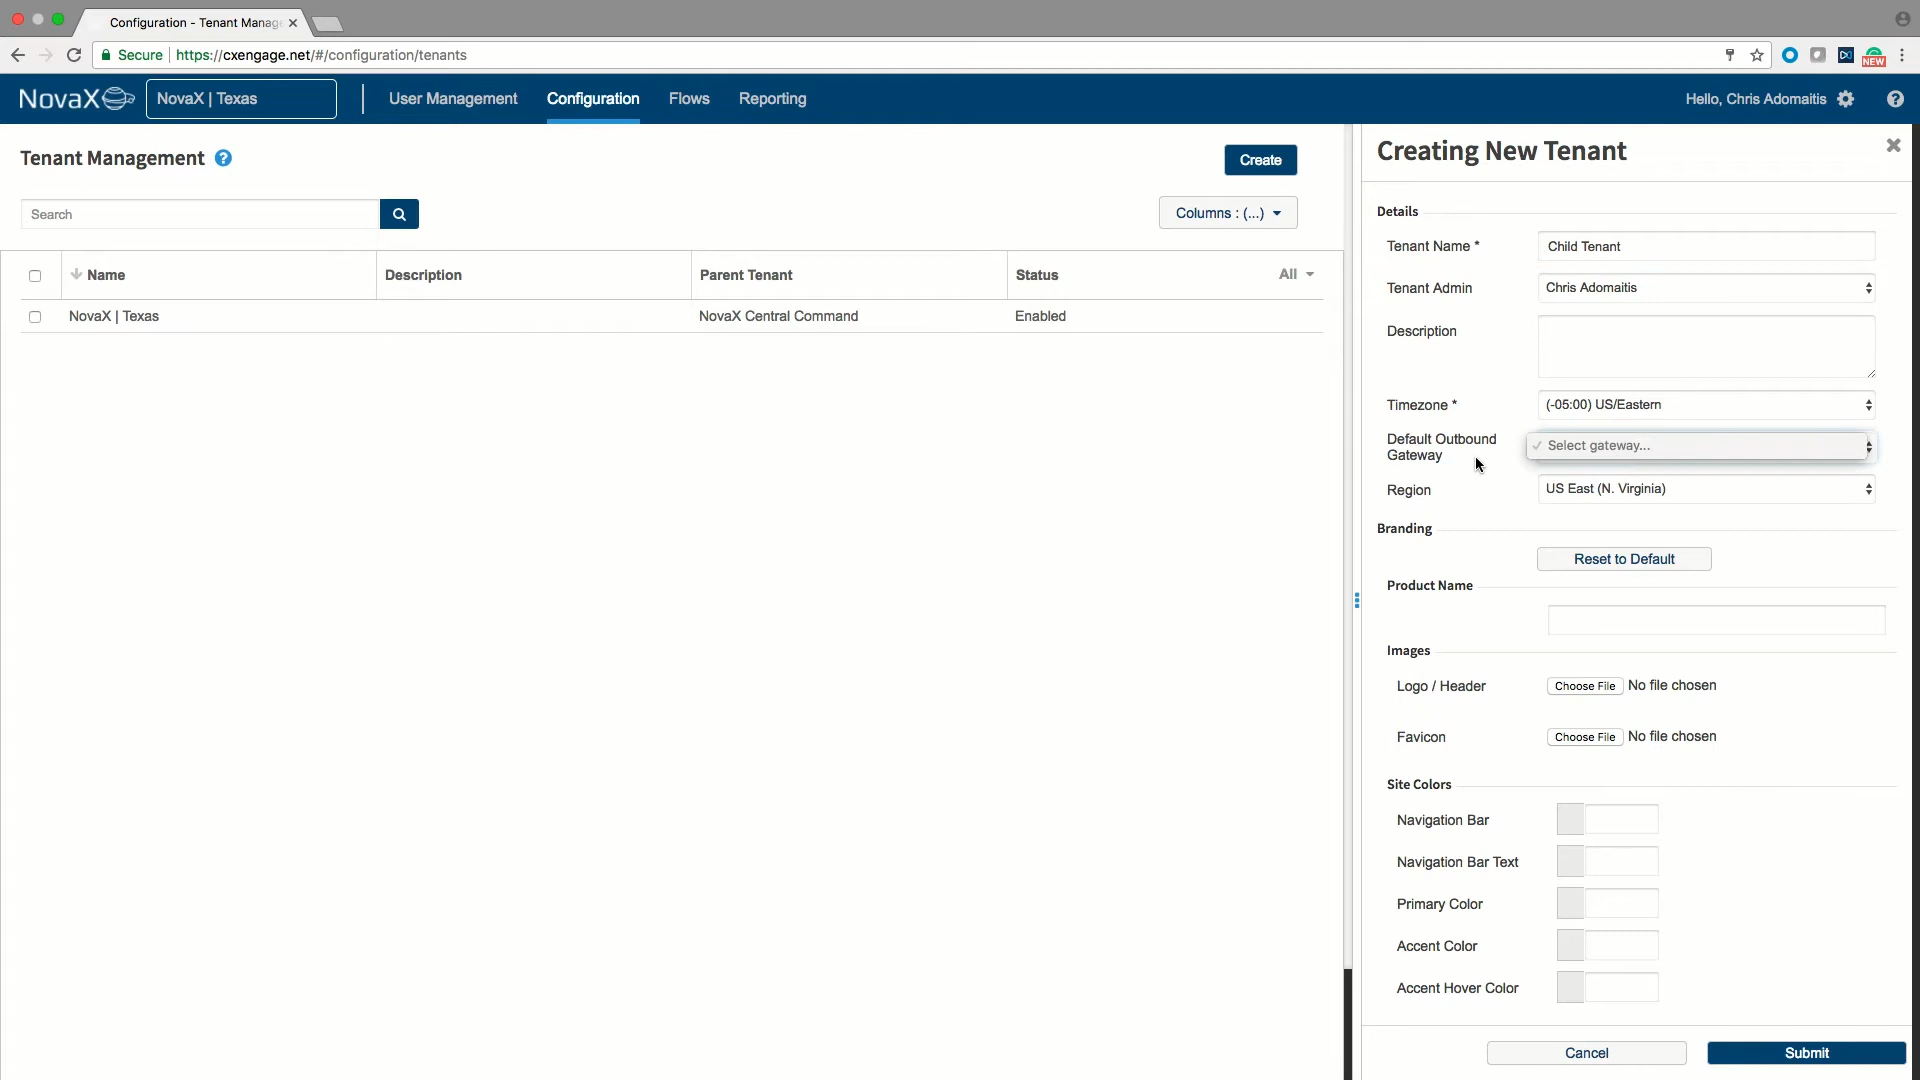 Configuration - Tenant Manag
Secure
https://cxengage.net/#/configuration/tenants
NEW
NovaX
NovaX | Texas
User Management
Configuration
Flows
Reporting
Hello, Chris Adomaitis
Tenant Management
Create
Search
Columns : (...)
Name
Description
Parent Tenant
Status
All
NovaX | Texas
NovaX Central Command
Enabled
Creating New Tenant
Details
Tenant Name *
Child Tenant
Tenant Admin
Chris Adomaitis
Description
Timezone *
(-05:00) US/Eastern
Default Outbound
Gateway
Select gateway...
Region
US East (N. Virginia)
Branding
Reset to Default
Product Name
Images
Logo / Header
Choose File No file chosen
Favicon
Choose File No file chosen
Site Colors
Navigation Bar
Navigation Bar Text
Primary Color
Accent Color
Accent Hover Color
Cancel
Submit